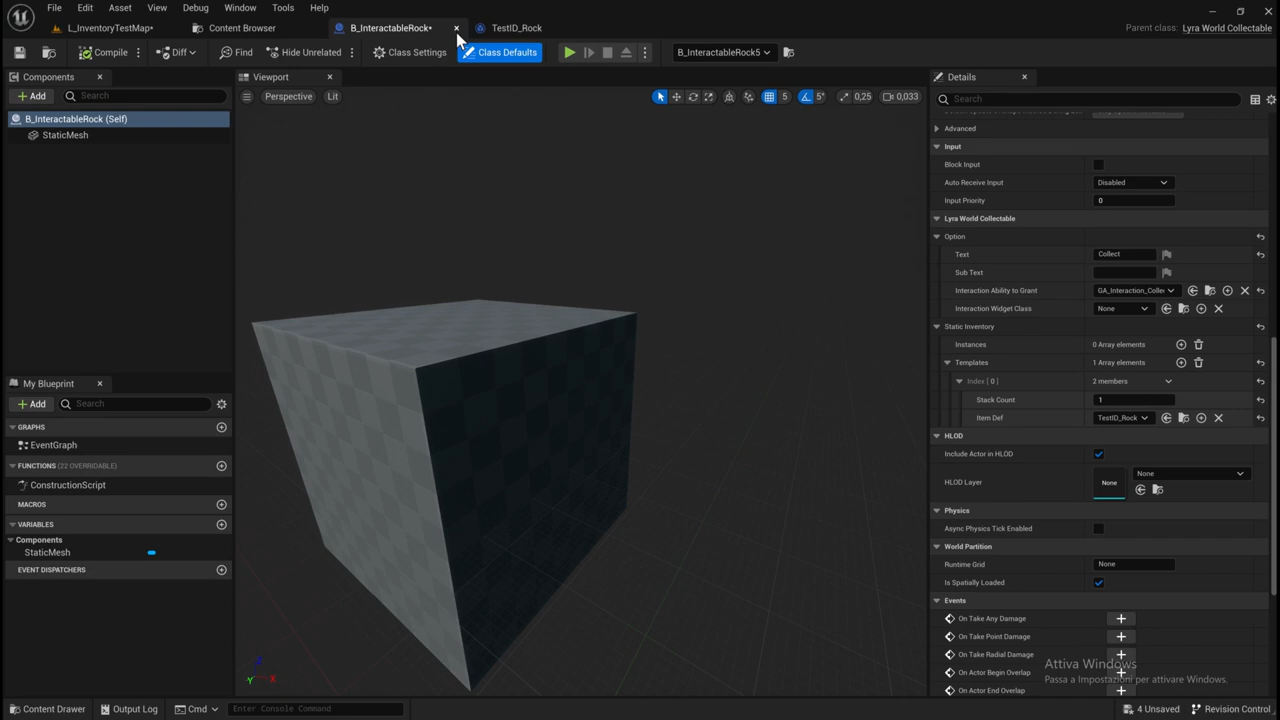 File Edit Asset View Debug Window Tools Help
L_InventoryTestMap• Content Browser B_InteractableRock• TestID_Rock
Parent class: Lyra World Collectable
Compile Diff Find Hide Unrelated Class Settings Class Defaults B_InteractableRock5
Components
Add Search
B_InteractableRock (Self)
StaticMesh
My Blueprint
Add Search
GRAPHS
EventGraph
FUNCTIONS (22 OVERRIDABLE)
ConstructionScript
MACROS
VARIABLES
Components
StaticMesh
EVENT DISPATCHERS
Viewport
Perspective Lit 5 5° 0,25 0,033
Z
Y X
Details
Search
Advanced
Input
Block Input
Auto Receive Input Disabled
Input Priority 0
Lyra World Collectable
Option
Text Collect
Sub Text
Interaction Ability to Grant GA_Interaction_Collec
Interaction Widget Class None
Static Inventory
Instances 0 Array elements
Templates 1 Array elements
Index [ 0 ] 2 members
Stack Count 1
Item Def TestID_Rock
HLOD
Include Actor in HLOD
HLOD Layer None None
Physics
Async Physics Tick Enabled
World Partition
Runtime Grid None
Is Spatially Loaded
Events
On Take Any Damage
On Take Point Damage
On Take Radial Damage
On Actor Begin Overlap
On Actor End Overlap
Attiva Windows
Passa a Impostazioni per attivare Windows.
Content Drawer Output Log Cmd Enter Console Command 4 Unsaved Revision Control